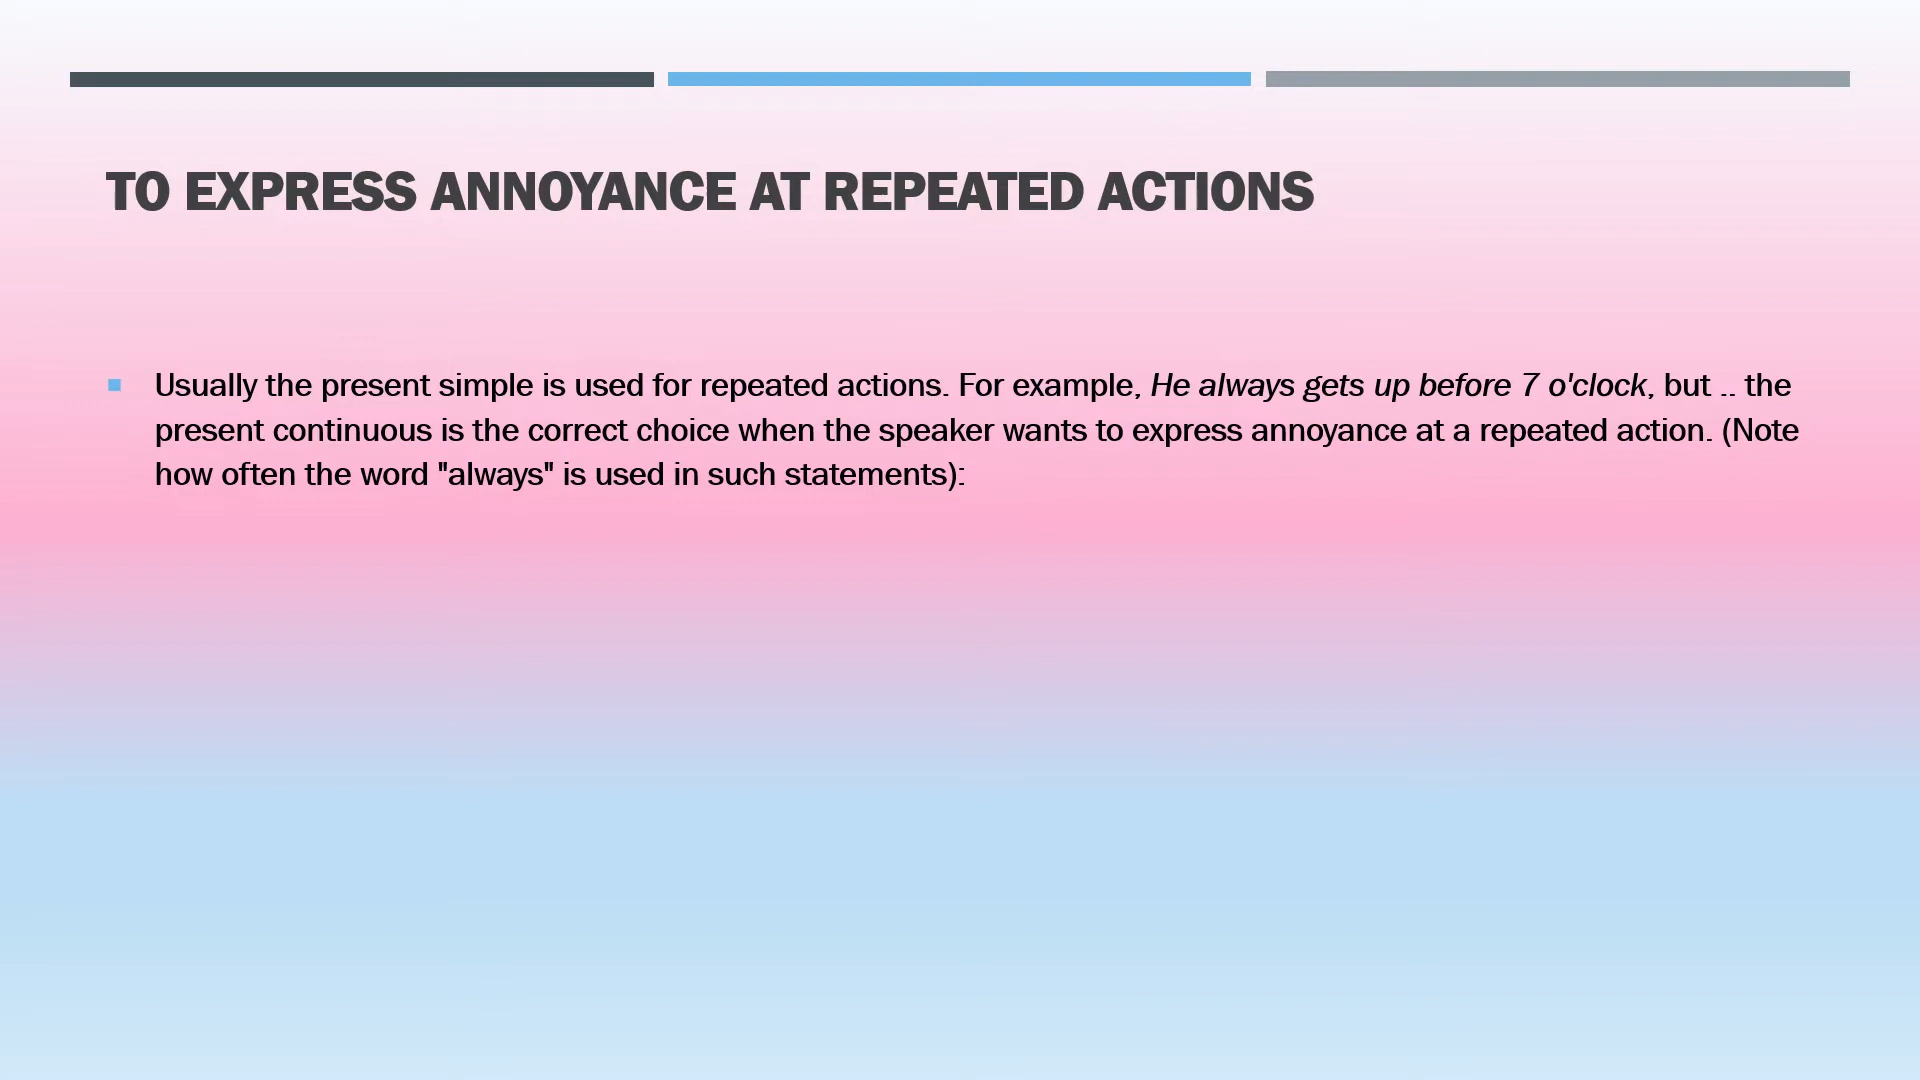 TO EXPRESS ANNOYANCE AT REPEATED ACTIONS
Usually the present simple is used for repeated actions. For example, He always gets up before 7 o'clock, but .. the
present continuous is the correct choice when the speaker wants to express annoyance at a repeated action. (Note
how often the word "always" is used in such statements):